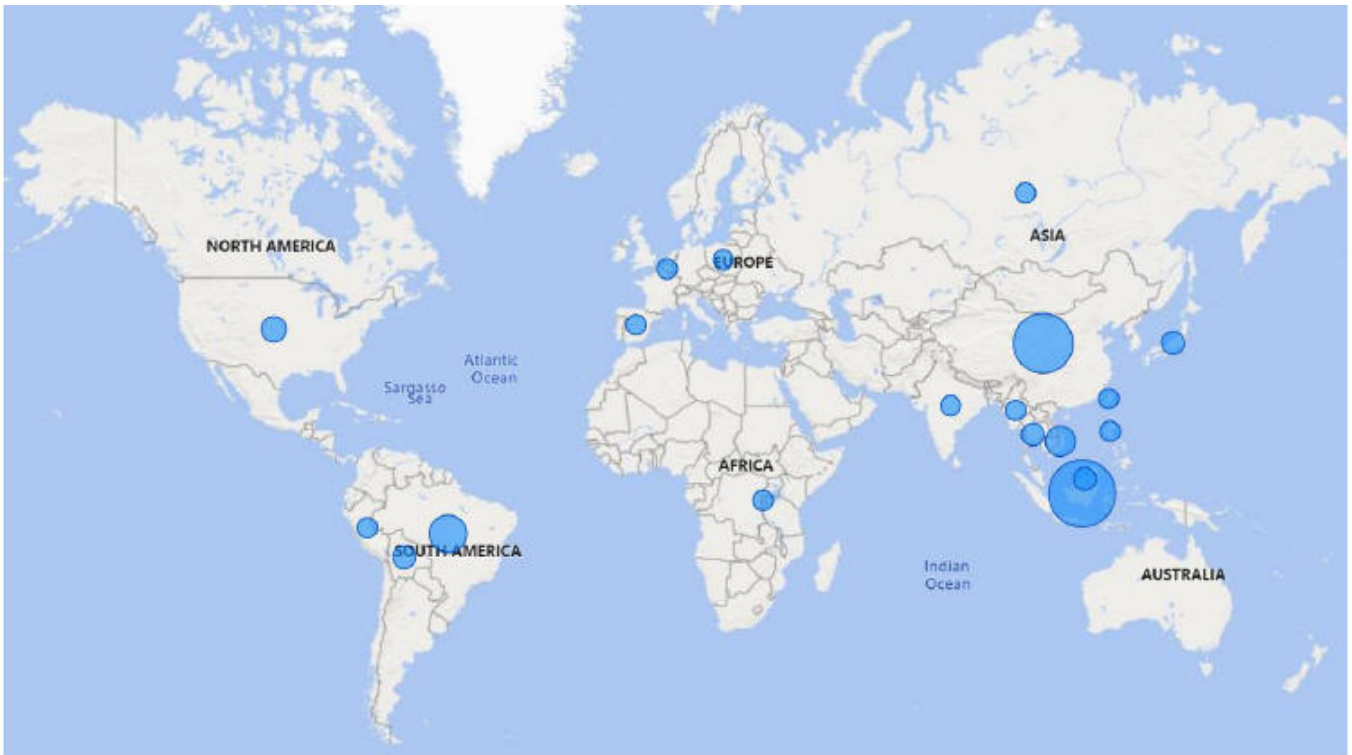 NORTH AMERICA
ASIA
EUROPE
Atlantic
Ocean
Sargasso
Sea
AFRICA
SOUTH AMERICA
Indian
Ocean
AUSTRALIA